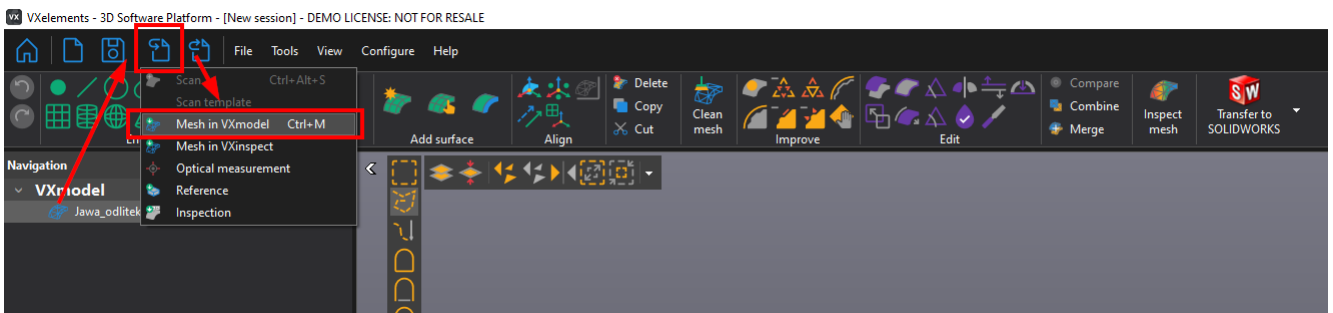 VX VXelements - 3D Software Platform - [New session] - DEMO LICENSE: NOT FOR RESALE
File Tools View Configure Help
Scan Ctrl+Alt+S
Scan template
Mesh in VXmodel Ctrl+M
Mesh in VXinspect
Optical measurement
Reference
Inspection
Add surface
Align
Delete
Copy
Cut
Clean
mesh
Improve
Edit
Compare
Combine
Merge
Inspect
mesh
SW
Transfer to
SOLIDWORKS
Navigation
VXmodel
Jawa_odlitek